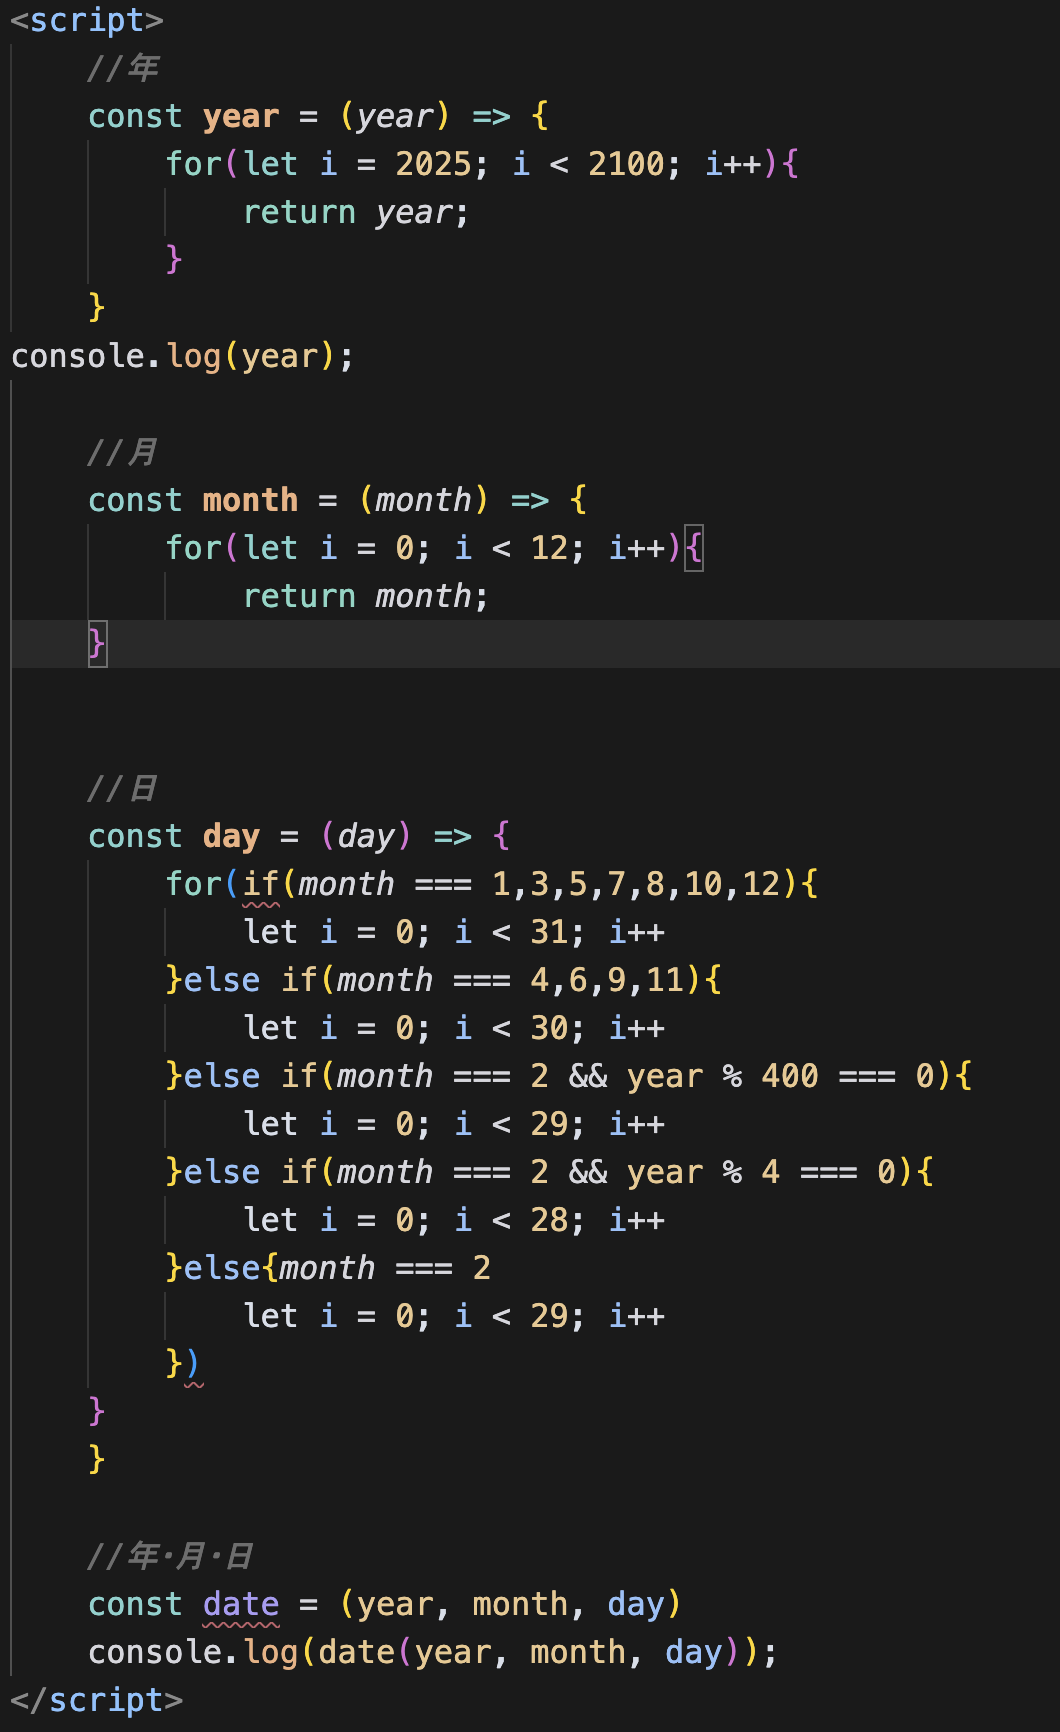 <script>
//年
const year = (year) => {
for(let i = 2025; i < 2100; i++){
return year;
}
}
console.log(year);
//月
const month = (month) => {
for(let i = 0; i < 12; i++){
return month;
}
//日
const day = (day) => {
for(if(month === 1,3,5,7,8,10,12){
let i = 0; i < 31; i++
}else if(month === 4,6,9,11){
let i = 0; i < 30; i++
}else if(month === 2 && year % 400 === 0){
let i = 0; i < 29; i++
}else if(month === 2 && year % 4 === 0){
let i = 0; i < 28; i++
}else{month === 2
let i = 0; i < 29; i++
})
}
}
//年·月·日
const date = (year, month, day)
console.log(date(year, month, day));
</script>